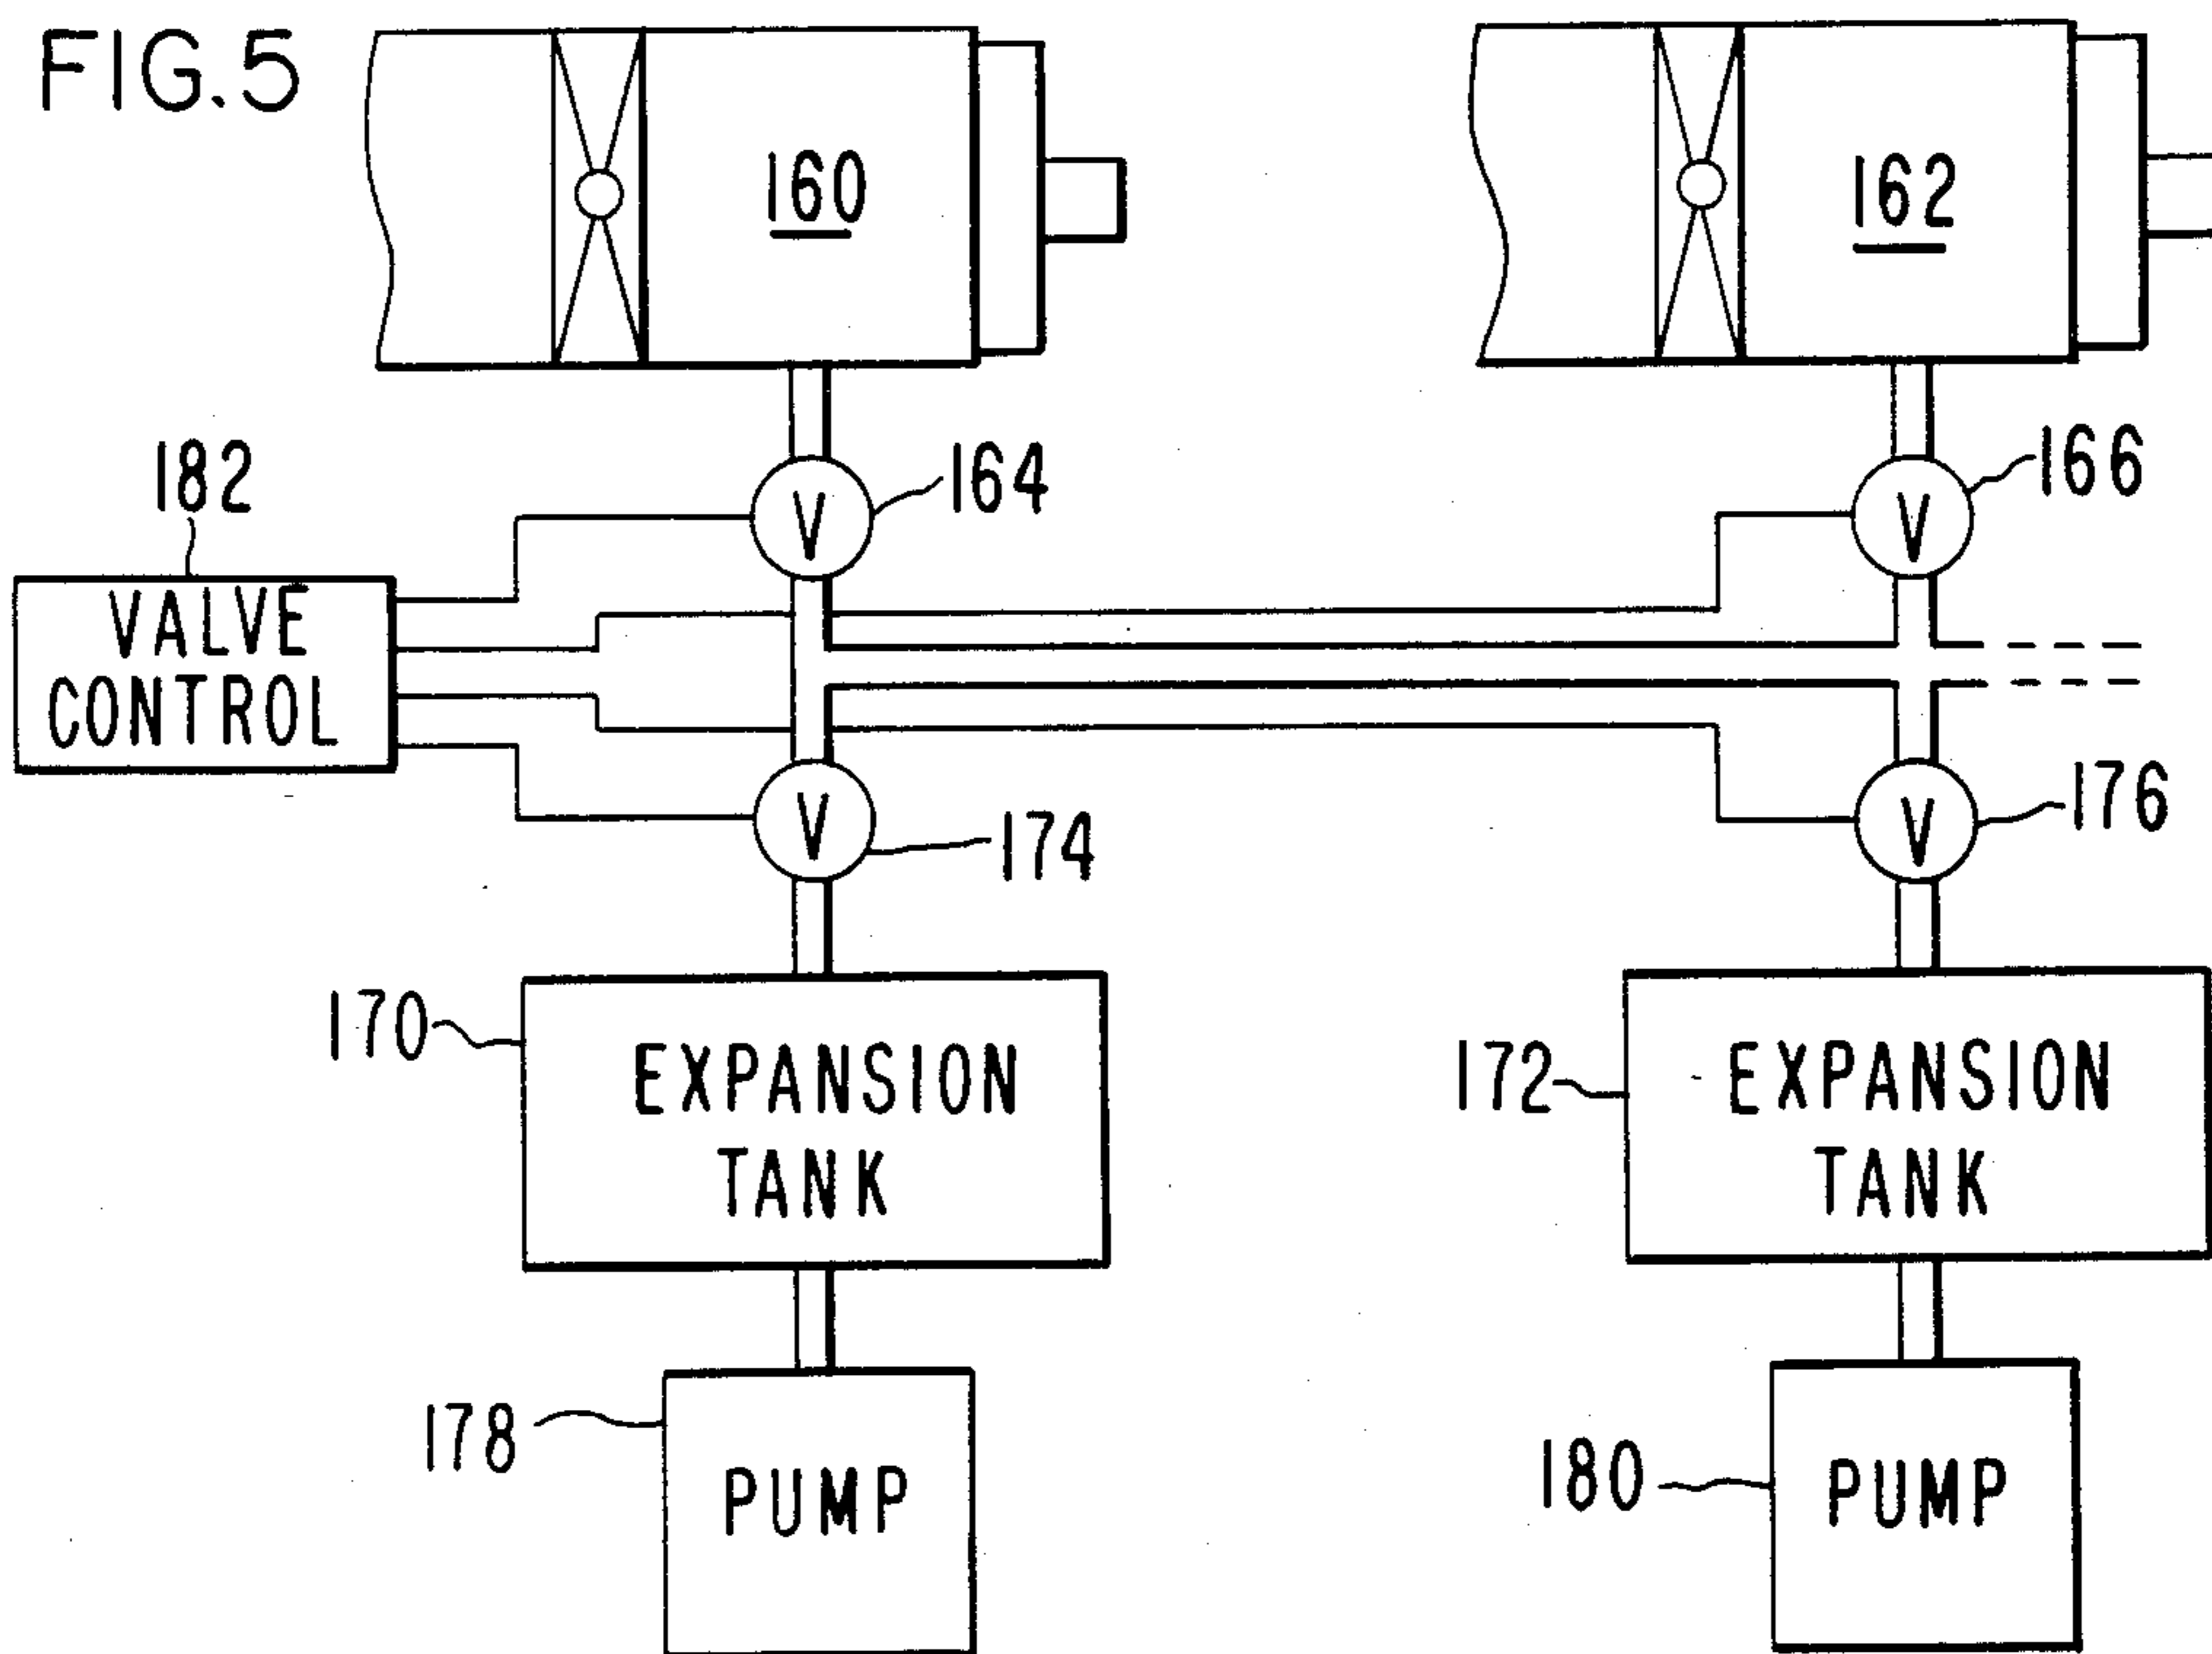 FIG.5
160
162
182
164
166
V
V
VALVE
CONTROL
V
V
174
176
170
EXPANSION
TANK
172
EXPANSION
TANK
178
PUMP
180
PUMP